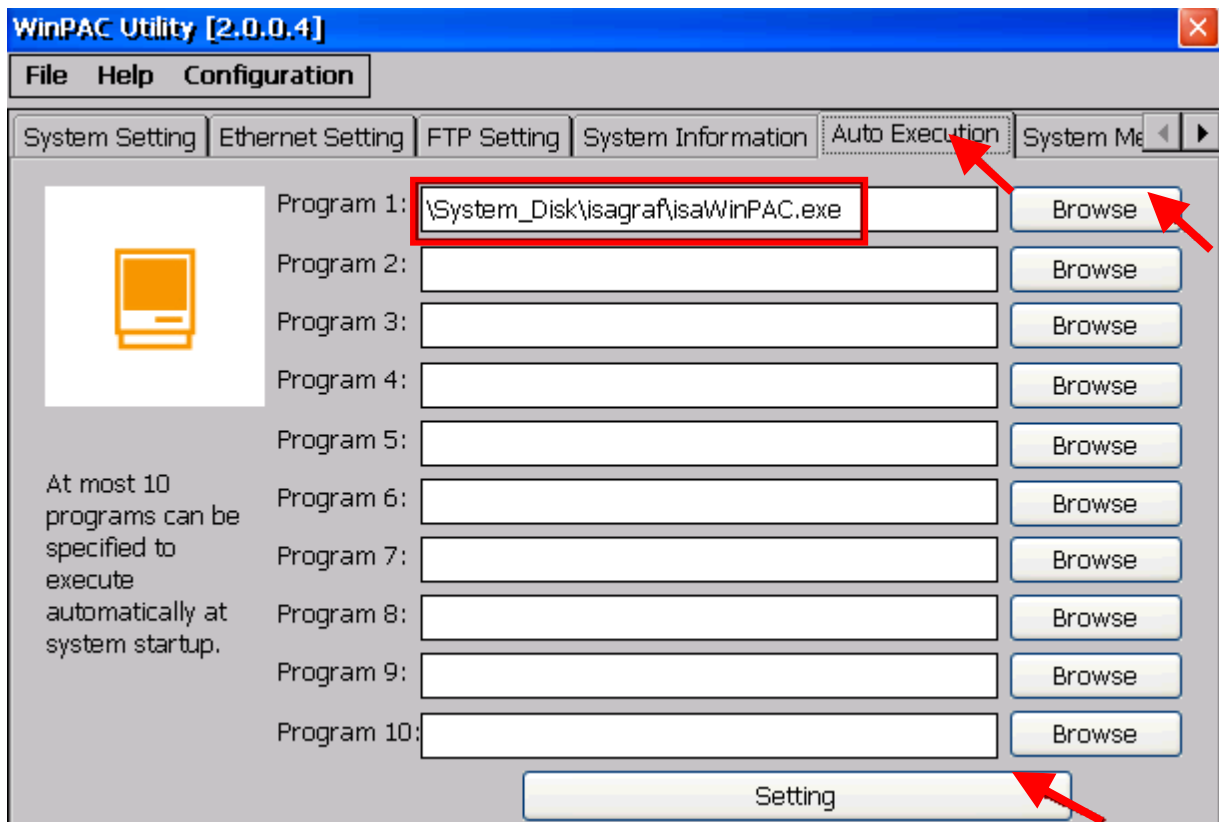 WinPAC Utility [2.0.0.4]
File Help Configuration
System Setting Ethernet Setting FTP Setting System Information Auto Execution System Me
Program 1: \System_Disk\isagraf\isaWinPAC.exe Browse
Program 2: Browse
Program 3: Browse
Program 4: Browse
Program 5: Browse
Program 6: Browse
Program 7: Browse
Program 8: Browse
Program 9: Browse
Program 10: Browse
At most 10
programs can be
specified to
execute
automatically at
system startup.
Setting